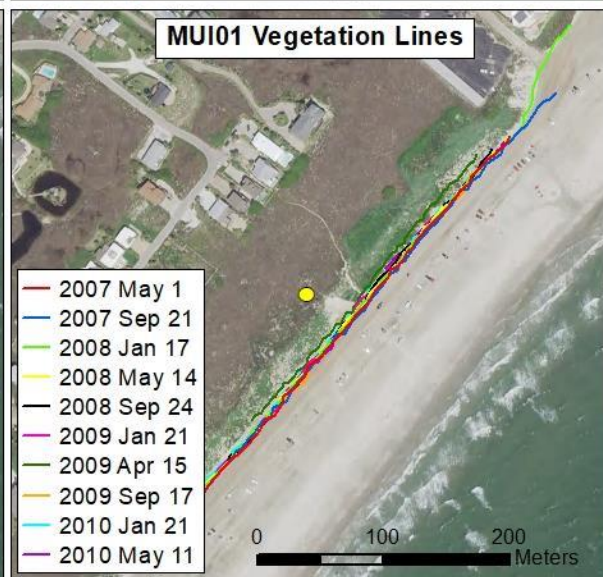 MUI01 Vegetation Lines
2007 May 1
2007 Sep 21
2008 Jan 17
2008 May 14
2008 Sep 24
2009 Jan 21
2009 Apr 15
2009 Sep 17
2010 Jan 21
2010 May 11
0 100 200
Meters